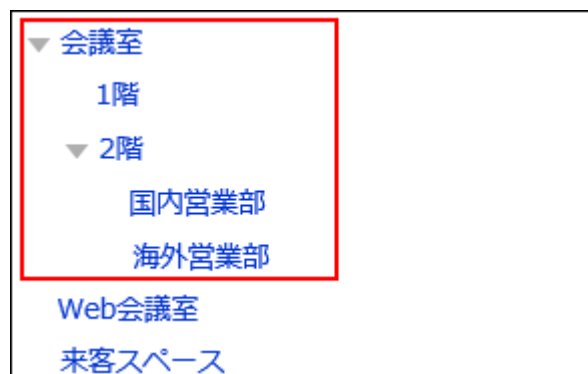 会議室
1階
2階
国内営業部
海外営業部
Web会議室
来客スペース